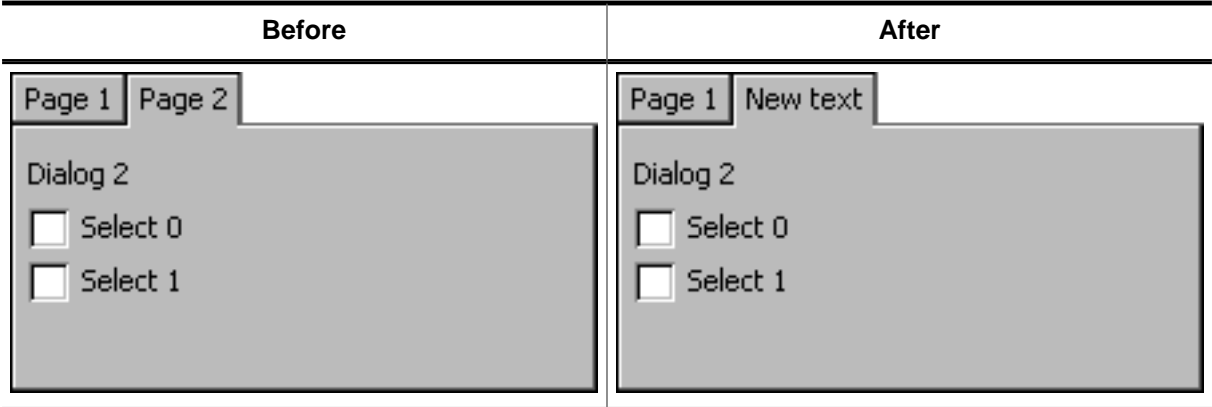 Before After
Page 1 Page 2 Page 1 New text
Dialog 2 Dialog 2
Select 0 Select 0
Select 1 Select 1